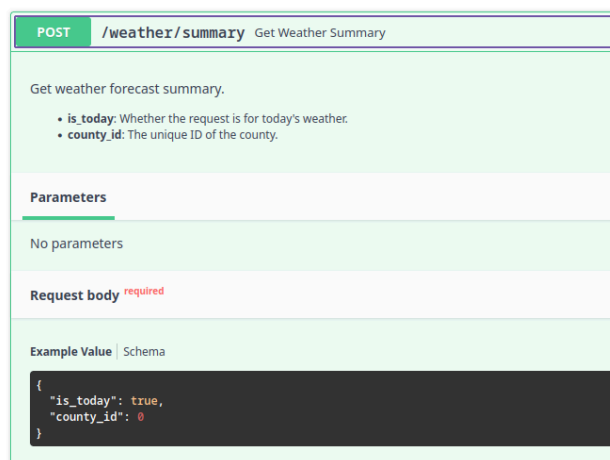 POST /weather/summary Get Weather Summary
Get weather forecast summary.
• is_today: Whether the request is for today's weather.
• county_id: The unique ID of the county.
Parameters
No parameters
Request body required
Example Value | Schema
{
  "is_today": true,
  "county_id": 0
}